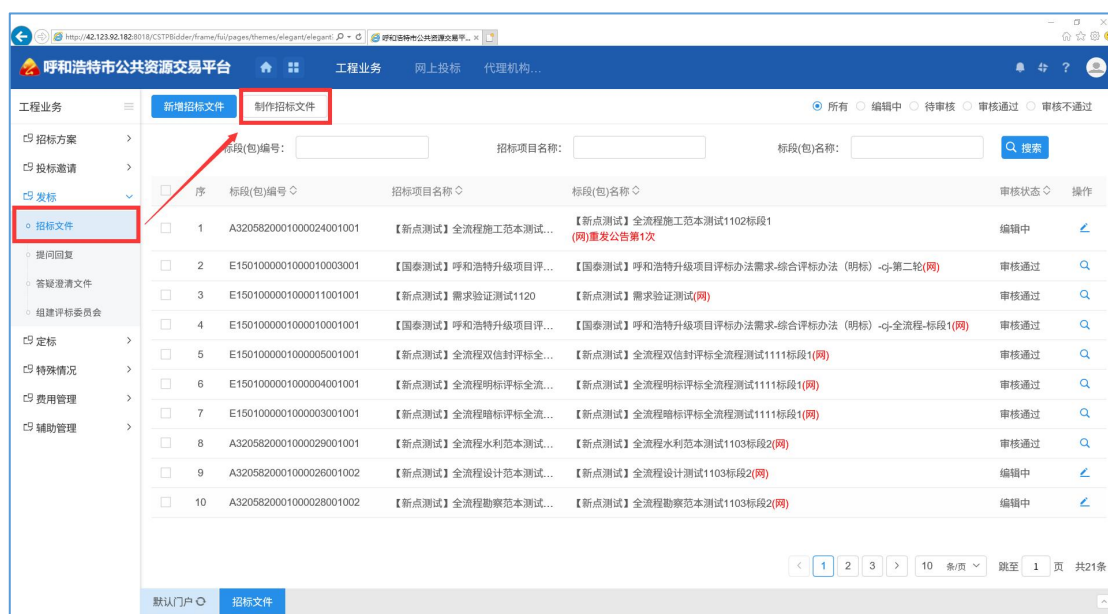 http://42.123.92.182:8018/CSTPBidder/frame/fui/pages/themes/elegant/eleganti
呼和浩特市公共资源交易平... ×
呼和浩特市公共资源交易平台 工程业务 网上投标 代理机构...
工程业务 新增招标文件 制作招标文件 所有 编辑中 待审核 审核通过 审核不通过
招标方案
投标邀请
发标
招标文件
提问回复
答疑澄清文件
组建评标委员会
定标
特殊情况
费用管理
辅助管理
标段(包)编号: 招标项目名称: 标段(包)名称: 搜索
序 标段(包)编号 招标项目名称 标段(包)名称 审核状态 操作
1 A3205820001000024001001 【新点测试】全流程施工范本测试... 【新点测试】全流程施工范本测试1102标段1 编辑中
(网)重发公告第1次
2 E1501000001000010003001 【国泰测试】呼和浩特升级项目评... 【国泰测试】呼和浩特升级项目评标办法需求-综合评标办法（明标）-cj-第二轮(网) 审核通过
3 E1501000001000011001001 【新点测试】需求验证测试1120 【新点测试】需求验证测试(网) 审核通过
4 E1501000001000010001001 【国泰测试】呼和浩特升级项目评... 【国泰测试】呼和浩特升级项目评标办法需求-综合评标办法（明标）-cj-全流程-标段1(网) 审核通过
5 E1501000001000005001001 【新点测试】全流程双信封评标全... 【新点测试】全流程双信封评标全流程测试1111标段1(网) 审核通过
6 E1501000001000004001001 【新点测试】全流程明标评标全流... 【新点测试】全流程明标评标全流程测试1111标段1(网) 审核通过
7 E1501000001000003001001 【新点测试】全流程暗标评标全流... 【新点测试】全流程暗标评标全流程测试1111标段1(网) 审核通过
8 A3205820001000029001001 【新点测试】全流程水利范本测试... 【新点测试】全流程水利范本测试1103标段2(网) 审核通过
9 A3205820001000026001002 【新点测试】全流程设计范本测试... 【新点测试】全流程设计测试1103标段2(网) 编辑中
10 A3205820001000028001002 【新点测试】全流程勘察范本测试... 【新点测试】全流程勘察范本测试1103标段2(网) 编辑中
1 2 3 10 条/页 跳至 1 页 共21条
默认门户 招标文件